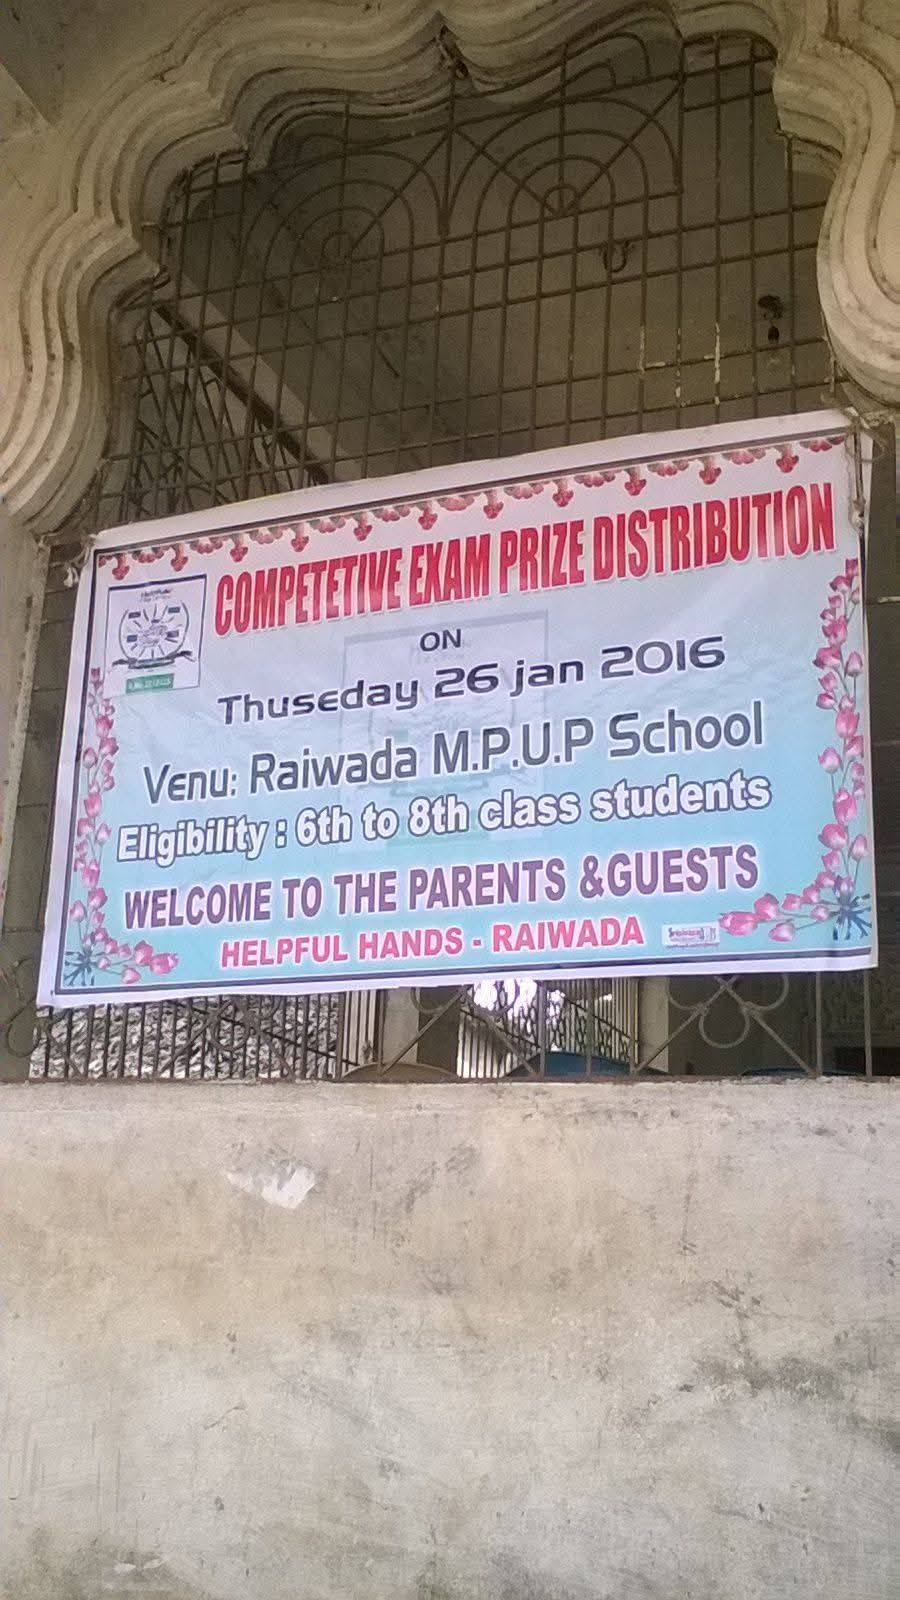 COMPETETIVE EXAM PRIZE DISTRIBUTION
ON
Thuseday 26 jan 2016
Venu: Raiwada M.P.U.P School
Eligibility : 6th to 8th class students
WELCOME TO THE PARENTS &GUESTS
HELPFUL HANDS - RAIWADA